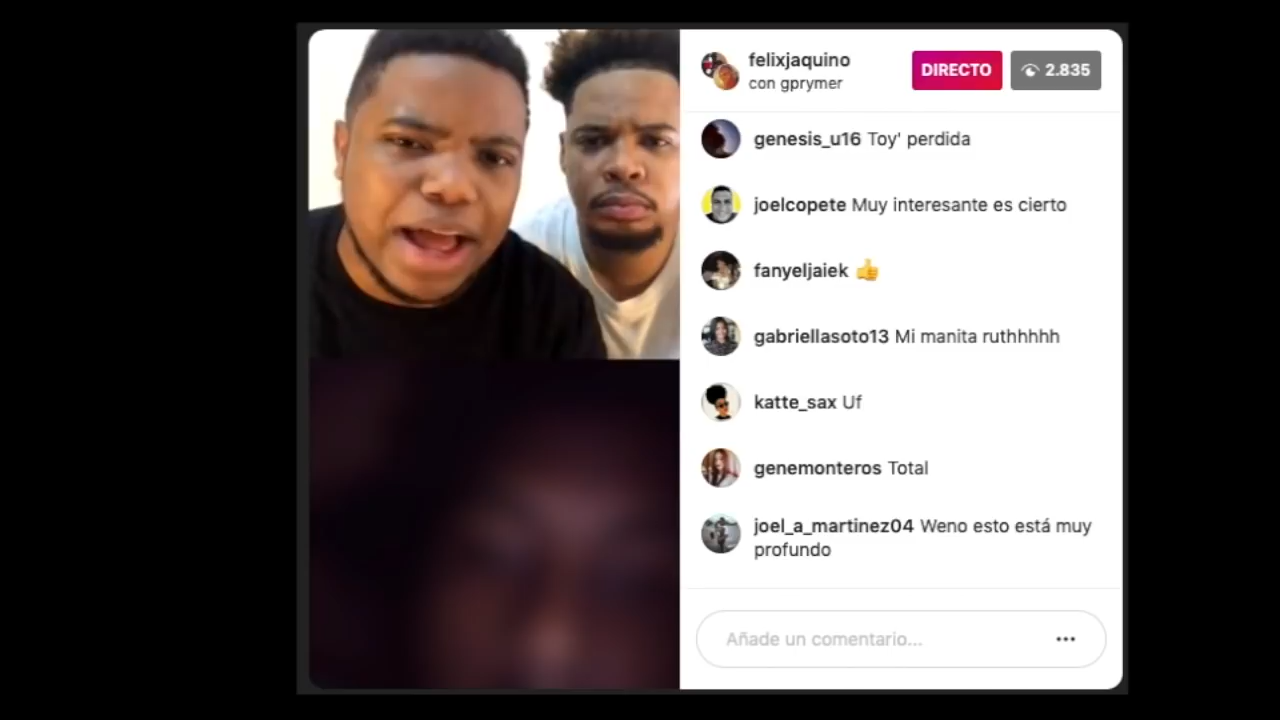 felixjaquino
con gprymer
DIRECTO
2.835
genesis_u16 Toy' perdida
joelcopete Muy interesante es cierto
fanyeljaiek 👍
gabriellasoto13 Mi manita ruthhhhh
katte_sax Uf
genemonteros Total
joel_a_martinez04 Weno esto está muy
profundo
Añade un comentario...